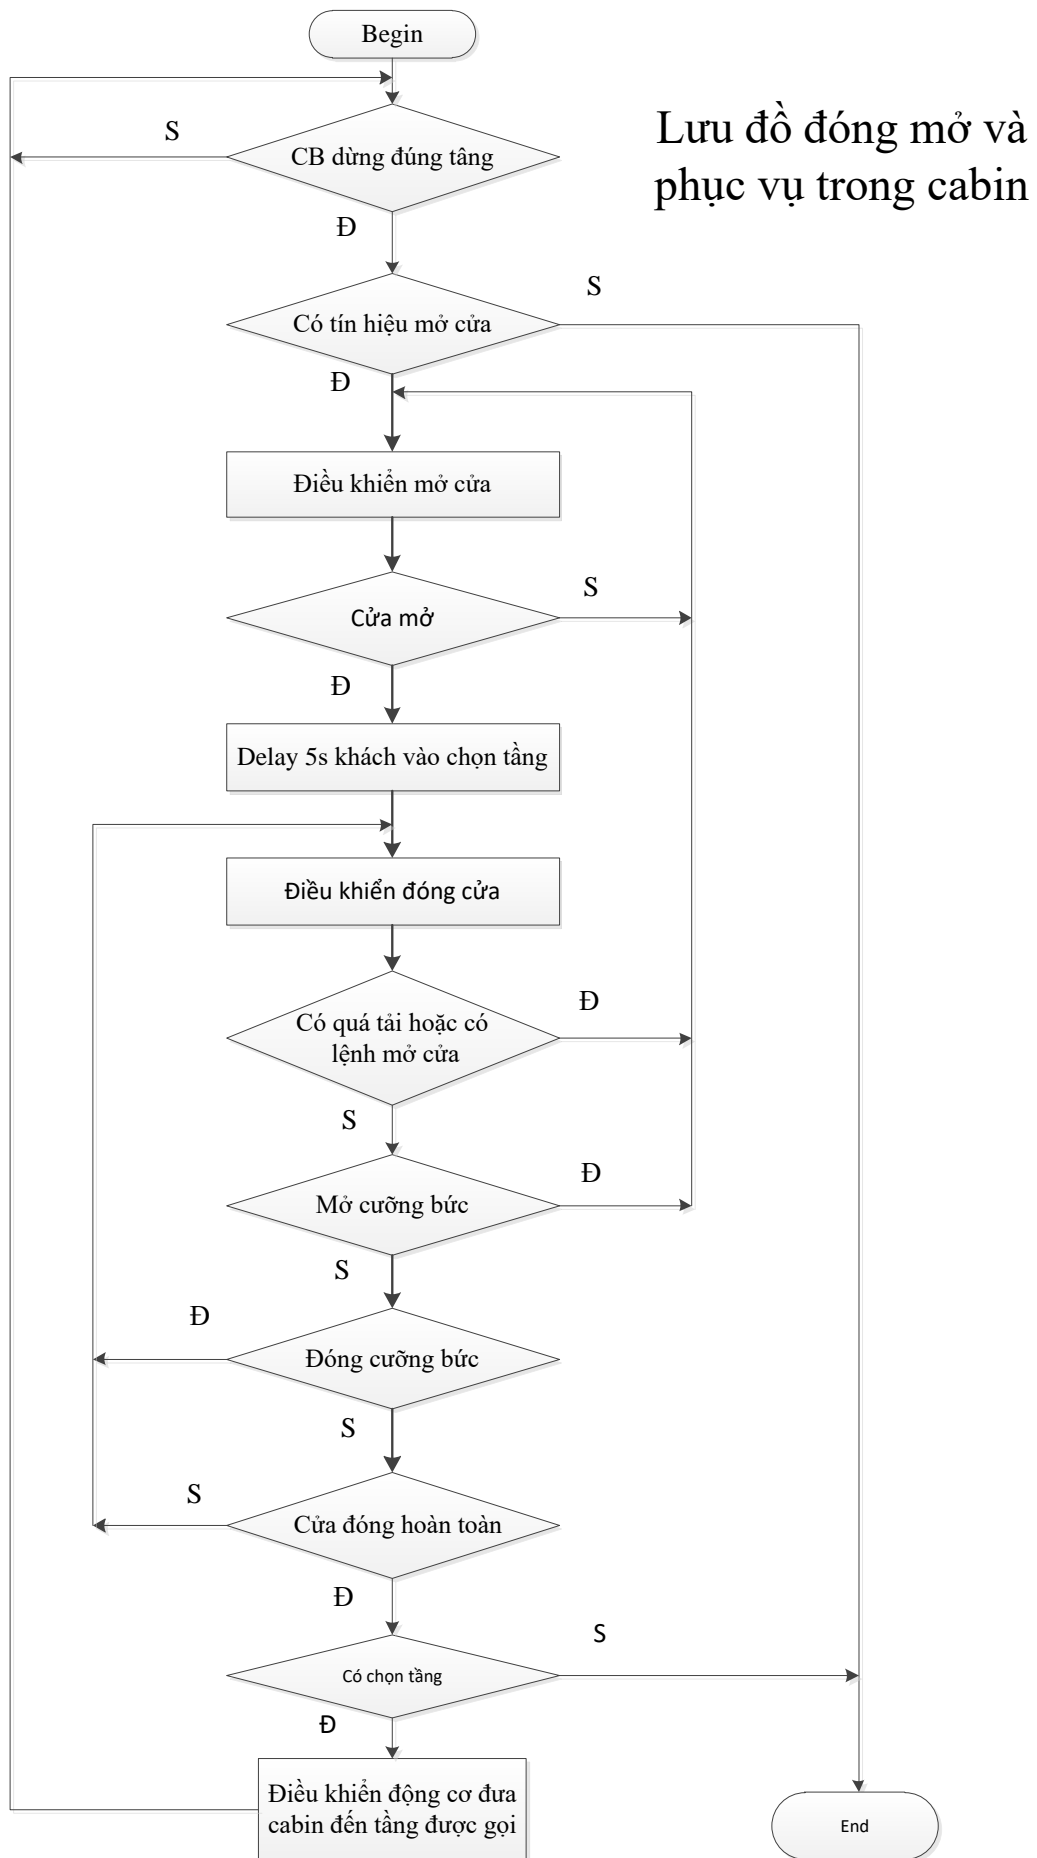 Begin
Lưu đồ đóng mở và
phục vụ trong cabin
S
CB dừng đúng tâng
Đ
S
Có tín hiệu mở cửa
Đ
Điều khiển mở cửa
S
Cửa mở
Đ
Delay 5s khách vào chọn tầng
Điều khiển đóng cửa
Đ
Có quá tải hoặc có
lệnh mở cửa
S
Đ
Mở cưỡng bức
S
Đ
Đóng cưỡng bức
S
S
Cửa đóng hoàn toàn
Đ
S
Có chọn tầng
Đ
Điều khiển động cơ đưa
cabin đến tầng được gọi
End